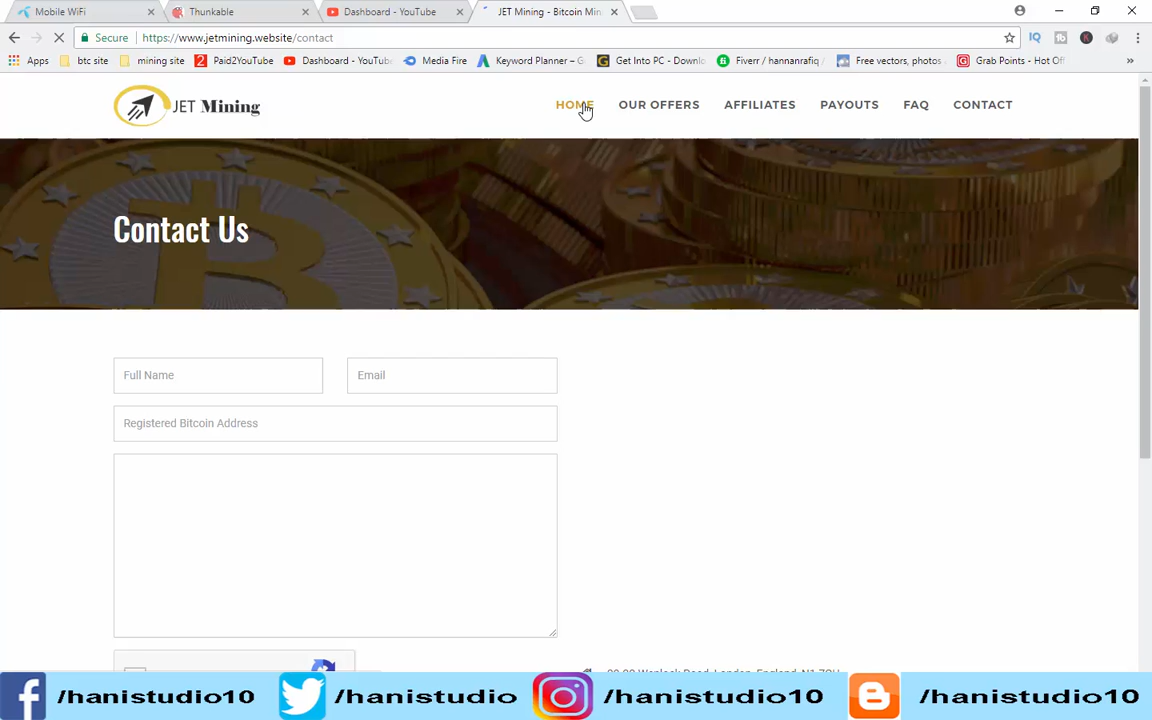 Mobile WiFi
Thunkable
Dashboard - YouTube
JET Mining - Bitcoin Min
Secure
https://www.jetmining.website/contact
Apps
btc site
mining site
Paid2YouTube
Dashboard - YouTube
Media Fire
Keyword Planner – G
Get Into PC - Downlo
Fiverr / hannanrafiq /
Free vectors, photos
Grab Points - Hot Off
JET Mining
HOME
OUR OFFERS
AFFILIATES
PAYOUTS
FAQ
CONTACT
Contact Us
Full Name
Email
Registered Bitcoin Address
/hanistudio10
/hanistudio
/hanistudio10
/hanistudio10